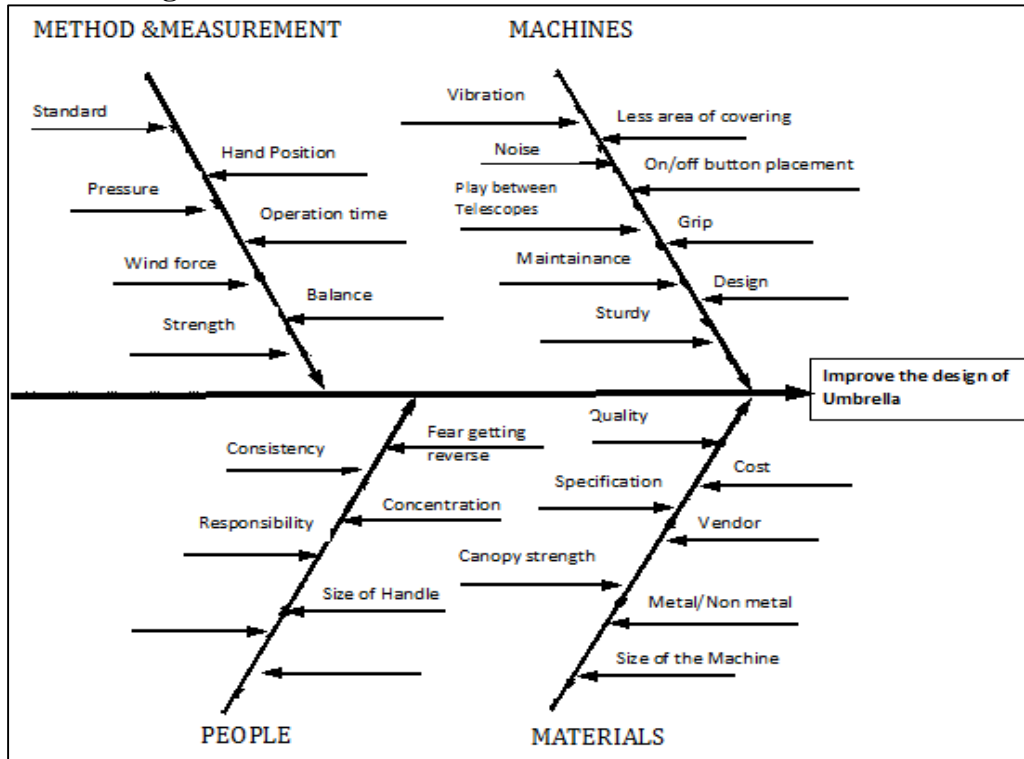 METHOD &MEASUREMENT
MACHINES
Standard
Hand Position
Pressure
Operation time
Wind force
Balance
Strength
Vibration
Less area of covering
Noise
On/off button placement
Play between
Telescopes
Grip
Maintainance
Design
Sturdy
Improve the design of
Umbrella
Fear getting
reverse
Consistency
Concentration
Responsibility
Size of Handle
PEOPLE
Quality
Cost
Specification
Vendor
Canopy strength
Metal/Non metal
Size of the Machine
MATERIALS